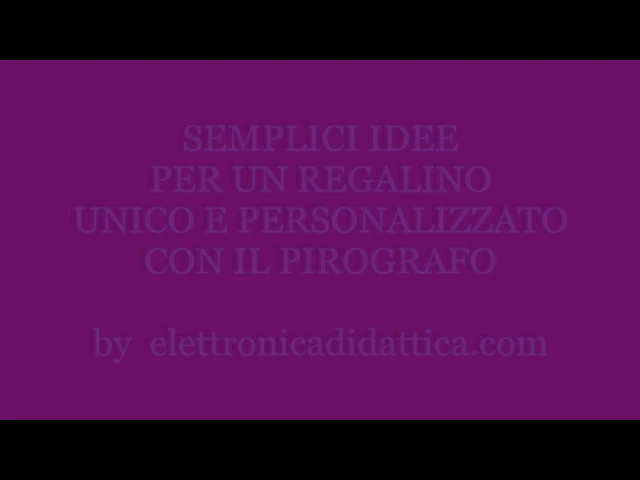 SEMPLICI IDEE
PER UN REGALINO
UNICO E PERSONALIZZATO
CON IL PIROGRAFO
by elettronicadidattica.com